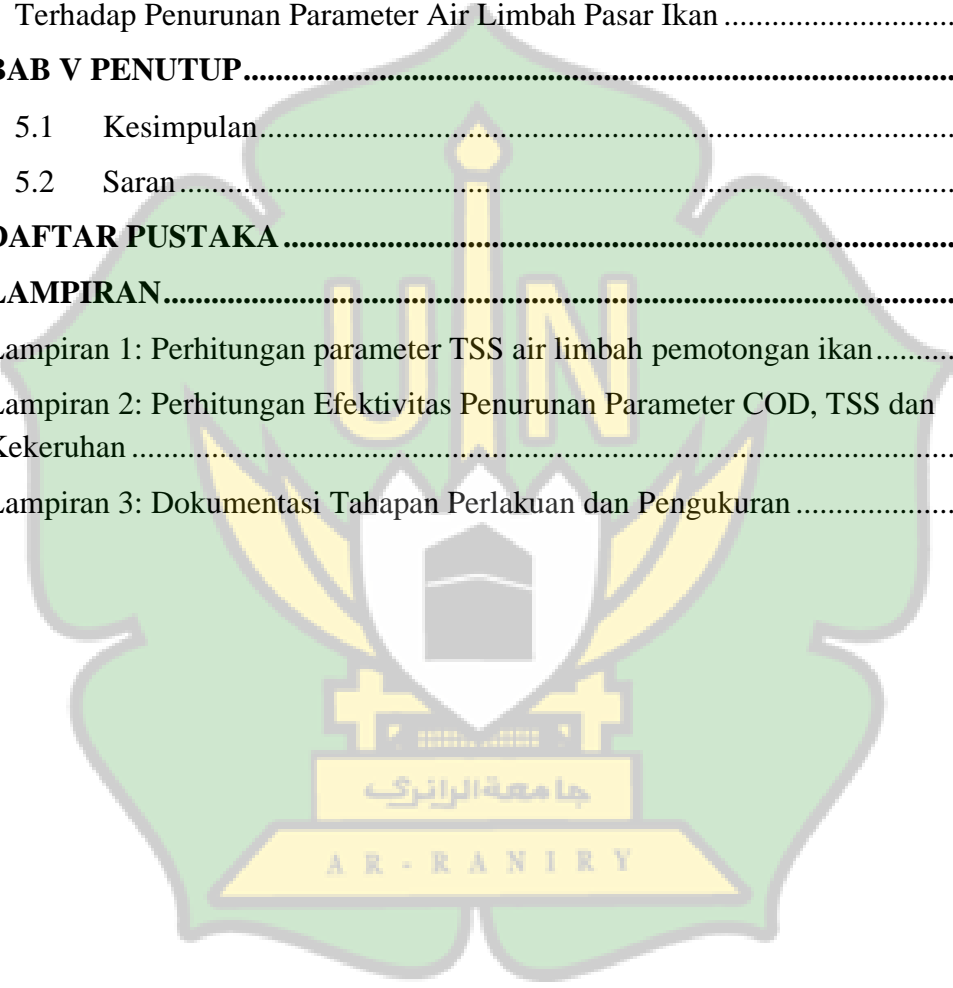 Terhadap Penurunan Parameter Air Limbah Pasar Ikan ..............................
BAB V PENUTUP..........................................................................................
5.1 Kesimpulan.........................................................................................
5.2 Saran...................................................................................................
DAFTAR PUSTAKA......................................................................................
LAMPIRAN.....................................................................................................
Lampiran 1: Perhitungan parameter TSS air limbah pemotongan ikan..........
Lampiran 2: Perhitungan Efektivitas Penurunan Parameter COD, TSS dan
Kekeruhan .........................................................................................................
Lampiran 3: Dokumentasi Tahapan Perlakuan dan Pengukuran ....................
UIN
جامعة الرانري
AR-RANIRY